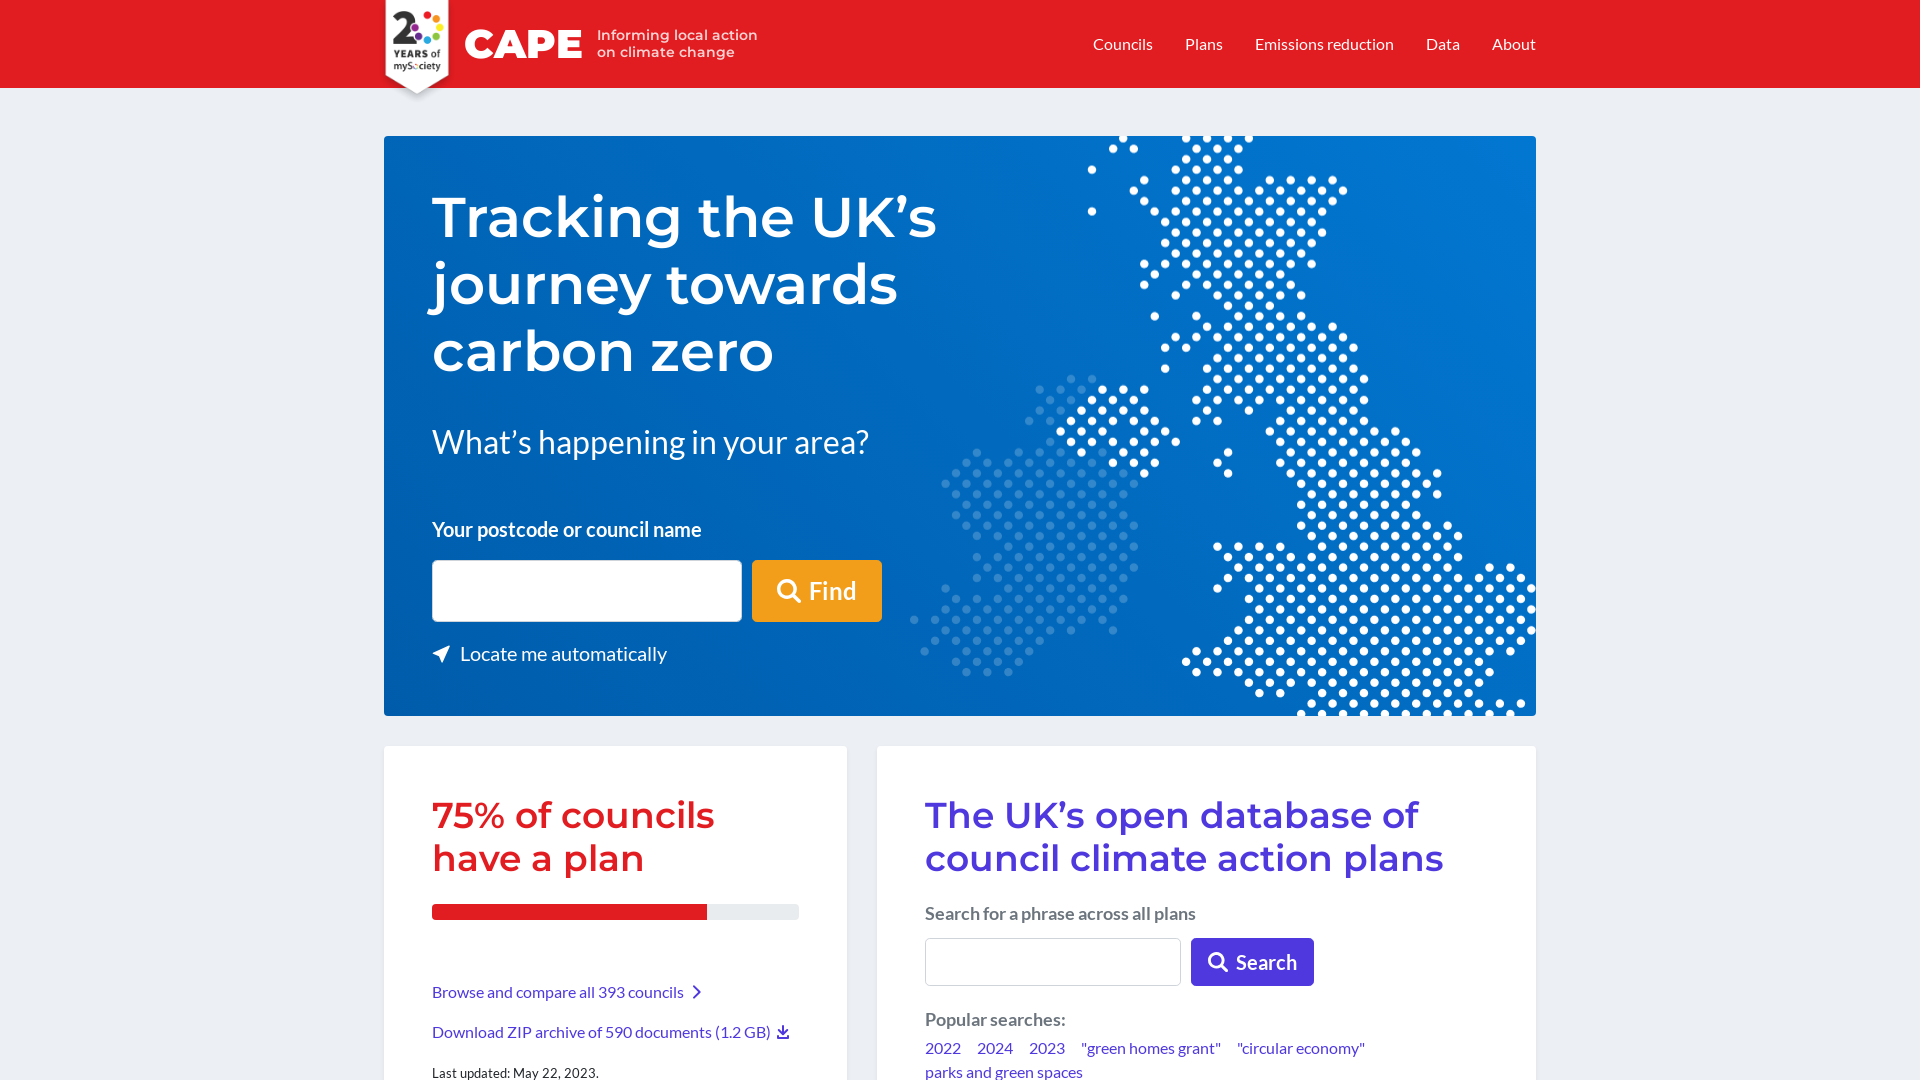 20
YEARS of
mySociety
CAPE
Informing local action
on climate change
Councils
Plans
Emissions reduction
Data
About
Tracking the UK’s
journey towards
carbon zero
What’s happening in your area?
Your postcode or council name
Find
Locate me automatically
75% of councils
have a plan
Browse and compare all 393 councils
Download ZIP archive of 590 documents (1.2 GB)
Last updated: May 22, 2023.
The UK’s open database of
council climate action plans
Search for a phrase across all plans
Search
Popular searches:
2022 2024 2023 "green homes grant" "circular economy"
parks and green spaces